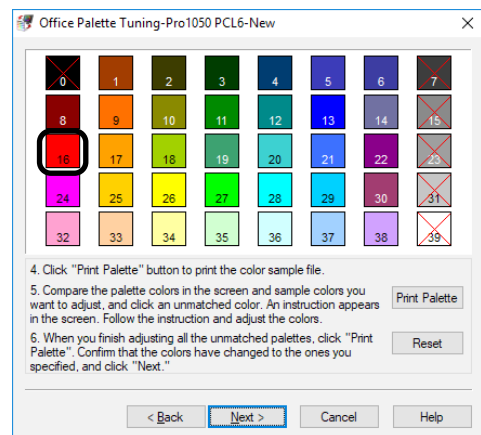 Office Palette Tuning-Pro1050 PCL6-New
0 1 2 3 4 5 6 7
8 9 10 11 12 13 14 15
16 17 18 19 20 21 22 23
24 25 26 27 28 29 30 31
32 33 34 35 36 37 38 39
4. Click "Print Palette" button to print the color sample file.
5. Compare the palette colors in the screen and sample colors you
want to adjust, and click an unmatched color. An instruction appears
in the screen. Follow the instruction and adjust the colors.
Print Palette
6. When you finish adjusting all the unmatched palettes, click "Print
Palette". Confirm that the colors have changed to the ones you
specified, and click "Next."
Reset
< Back Next > Cancel Help